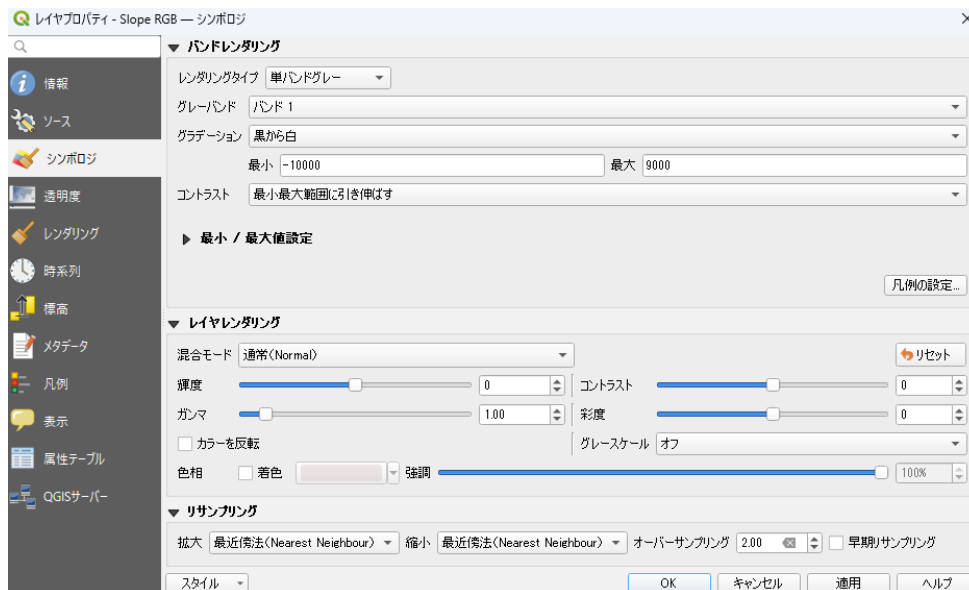 レイヤプロパティ - Slope RGB — シンボロジ
情報
ソース
シンボロジ
透明度
レンダリング
時系列
標高
メタデータ
凡例
表示
属性テーブル
QGISサーバー
バンドレンダリング
レンダリングタイプ 単バンドグレー
グレーバンド バンド 1
グラデーション 黒から白
最小 -10000 最大 9000
コントラスト 最小最大範囲に引き伸ばす
最小 / 最大値設定
凡例の設定...
レイヤレンダリング
混合モード 通常(Normal) リセット
輝度 0 コントラスト 0
ガンマ 1.00 彩度 0
カラーを反転 グレースケール オフ
色相 着色 強調 100%
リサンプリング
拡大 最近傍法(Nearest Neighbour) 縮小 最近傍法(Nearest Neighbour) オーバーサンプリング 2.00 早期リサンプリング
スタイル OK キャンセル 適用 ヘルプ